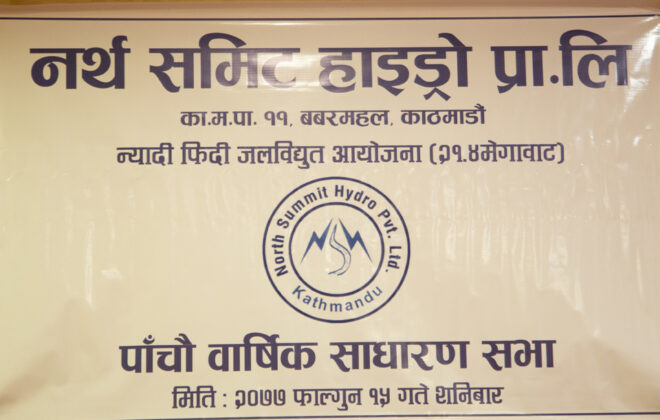 नर्थ समिट हाइड्रो प्रा.लि
का.म.पा. ११, बबरमहल, काठमाडौं
न्यादी फिदी जलविद्युत आयोजना (२१.४मेगावाट)
North Summit Hydro Pvt. Ltd.
Kathmandu
पाँचौ वार्षिक साधारण सभा
मिति : २०७७ फाल्गुन १५ गते शनिबार